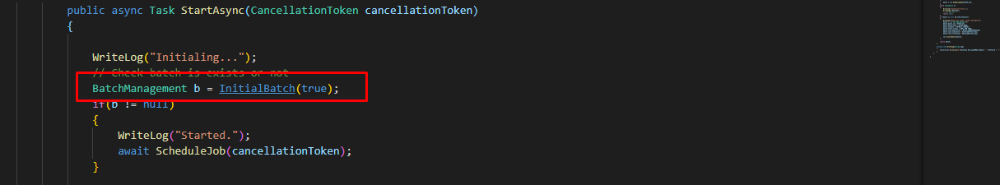 public async Task StartAsync(CancellationToken cancellationToken)
{
WriteLog("Initialing...");
// Check batch is exists or not
BatchManagement b = InitialBatch(true);
if(b != null)
{
WriteLog("Started.");
await ScheduleJob(cancellationToken);
}